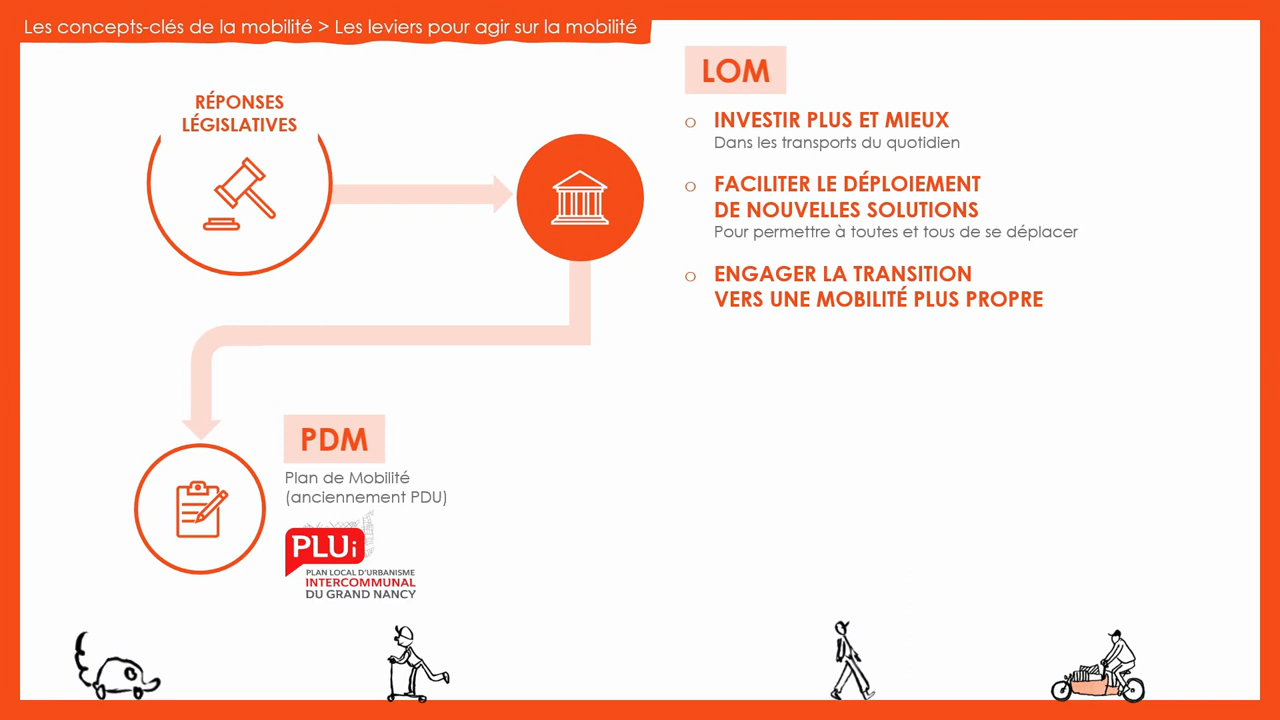 Les concepts-clés de la mobilité > Les leviers pour agir sur la mobilité
RÉPONSES
LÉGISLATIVES
LOM
o INVESTIR PLUS ET MIEUX
Dans les transports du quotidien
o FACILITER LE DÉPLOIEMENT
DE NOUVELLES SOLUTIONS
Pour permettre à toutes et tous de se déplacer
o ENGAGER LA TRANSITION
VERS UNE MOBILITÉ PLUS PROPRE
PDM
Plan de Mobilité
(anciennement PDU)
PLUi
PLAN LOCAL D'URBANISME
INTERCOMMUNAL
DU GRAND NANCY